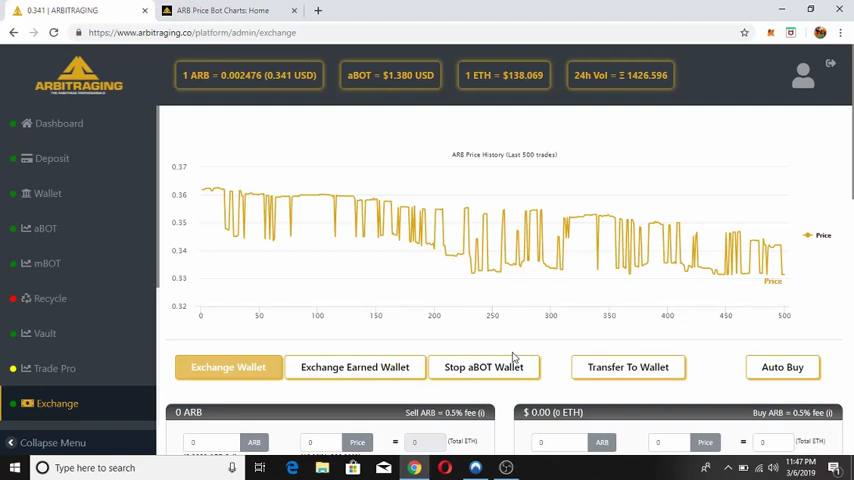 0.341 | ARBITRAGING
ARB Price Bot Charts: Home
https://www.arbitraging.co/platform/admin/exchange
ARBITRAGING
1 ARB = 0.002476 (0.341 USD)
aBOT = $1.380 USD
1 ETH = $138.069
24h Vol = Ξ 1426.596
Dashboard
Deposit
Wallet
aBOT
mBOT
Recycle
Vault
Trade Pro
Exchange
Collapse Menu
ARB Price History (Last 500 trades)
0.37
0.36
0.35
0.34
0.33
0.32
0
50
100
150
200
250
300
350
400
450
500
Price
Price
Exchange Wallet
Exchange Earned Wallet
Stop aBOT Wallet
Transfer To Wallet
Auto Buy
0 ARB
Sell ARB = 0.5% fee (i)
0
ARB
0
Price
=
0
(Total ETH)
$ 0.00 (0 ETH)
Buy ARB = 0.5% fee (i)
0
ARB
0
Price
=
0
(Total ETH)
Type here to search
11:47 PM
3/6/2019